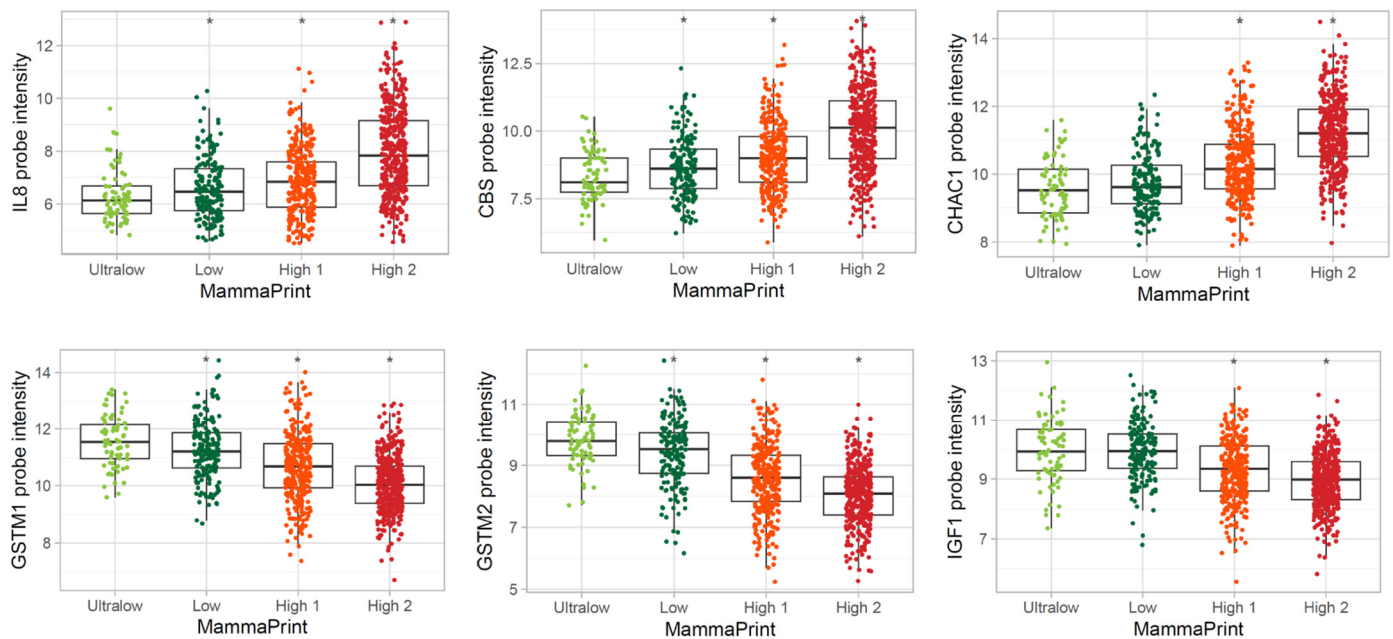 IL8 probe intensity
12
10
8
6
* * *
Ultralow Low High 1 High 2
MammaPrint
CBS probe intensity
12.5
10.0
7.5
* * *
Ultralow Low High 1 High 2
MammaPrint
CHAC1 probe intensity
14
12
10
8
* *
Ultralow Low High 1 High 2
MammaPrint
GSTM1 probe intensity
14
12
10
8
* * *
Ultralow Low High 1 High 2
MammaPrint
GSTM2 probe intensity
11
9
7
5
* * *
Ultralow Low High 1 High 2
MammaPrint
IGF1 probe intensity
13
11
9
7
* *
Ultralow Low High 1 High 2
MammaPrint